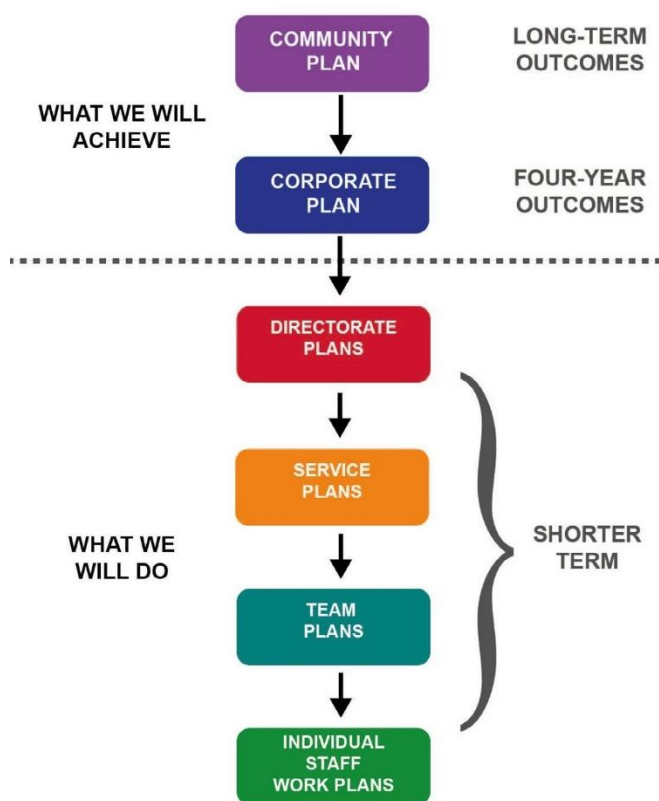 COMMUNITY
PLAN
LONG-TERM
OUTCOMES
WHAT WE WILL
ACHIEVE
CORPORATE
PLAN
FOUR-YEAR
OUTCOMES
DIRECTORATE
PLANS
SERVICE
PLANS
WHAT WE
WILL DO
SHORTER
TERM
TEAM
PLANS
INDIVIDUAL
STAFF
WORK PLANS